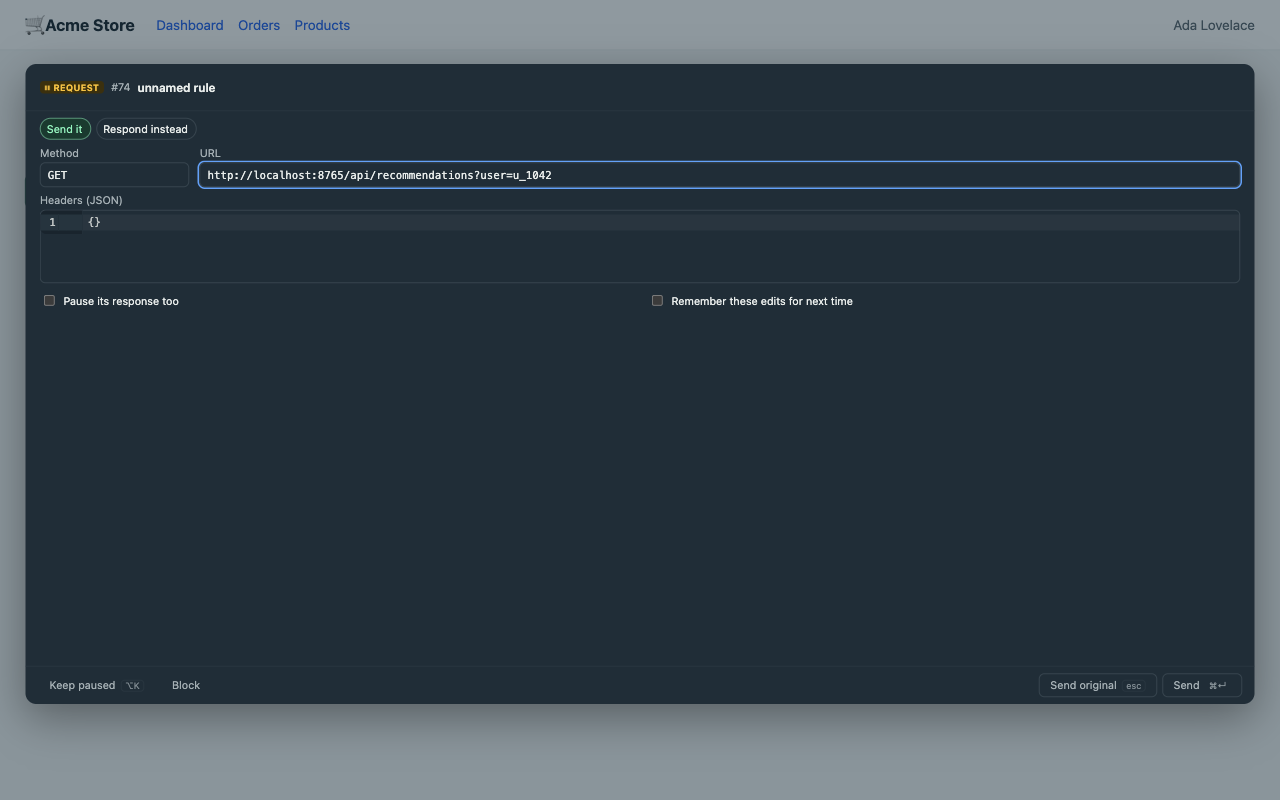 🛒Acme Store Dashboard Orders Products Ada Lovelace
⏸ REQUEST #74 unnamed rule
Send it Respond instead
Method URL
GET http://localhost:8765/api/recommendations?user=u_1042
Headers (JSON)
1 {}
Pause its response too Remember these edits for next time
Keep paused ⌥K Block Send original esc Send ⌘↵